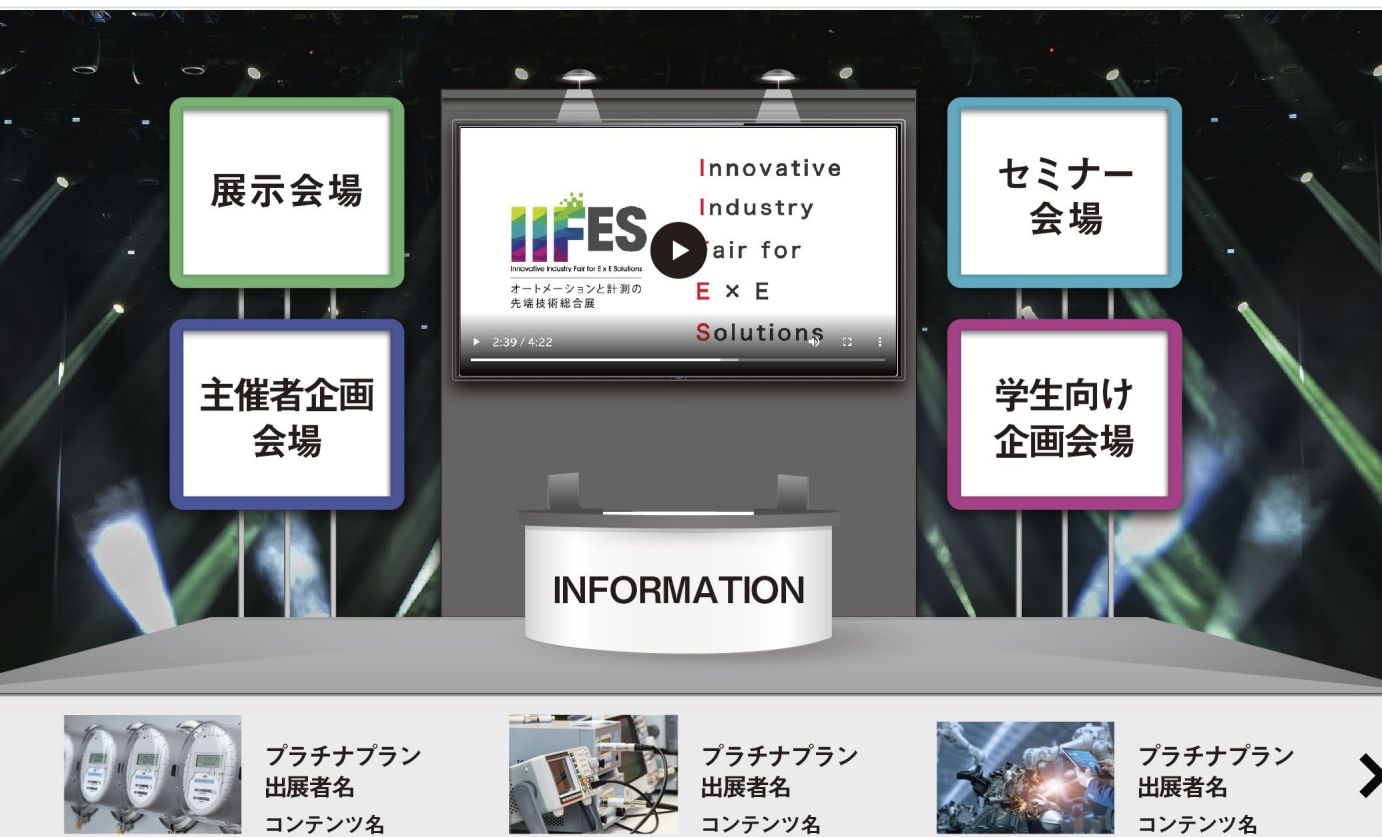 展示会場
主催者企画
会場
IIFES
Innovative Industry Fair for E x E Solutions
オートメーションと計測の
先端技術総合展
Innovative
Industry
air for
E × E
Solutions
2:39 / 4:22
セミナー
会場
学生向け
企画会場
INFORMATION
プラチナプラン
出展者名
コンテンツ名
プラチナプラン
出展者名
コンテンツ名
プラチナプラン
出展者名
コンテンツ名